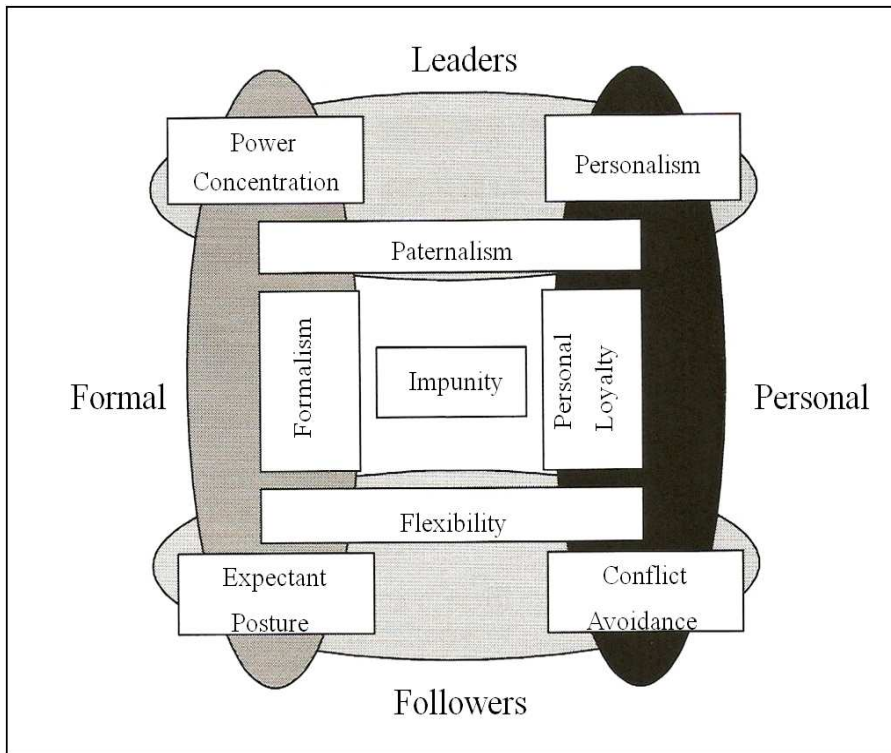 Leaders
Power
Concentration
Personalism
Paternalism
Formal
Formalism
Impunity
Personal
Loyalty
Personal
Flexibility
Expectant
Posture
Conflict
Avoidance
Followers